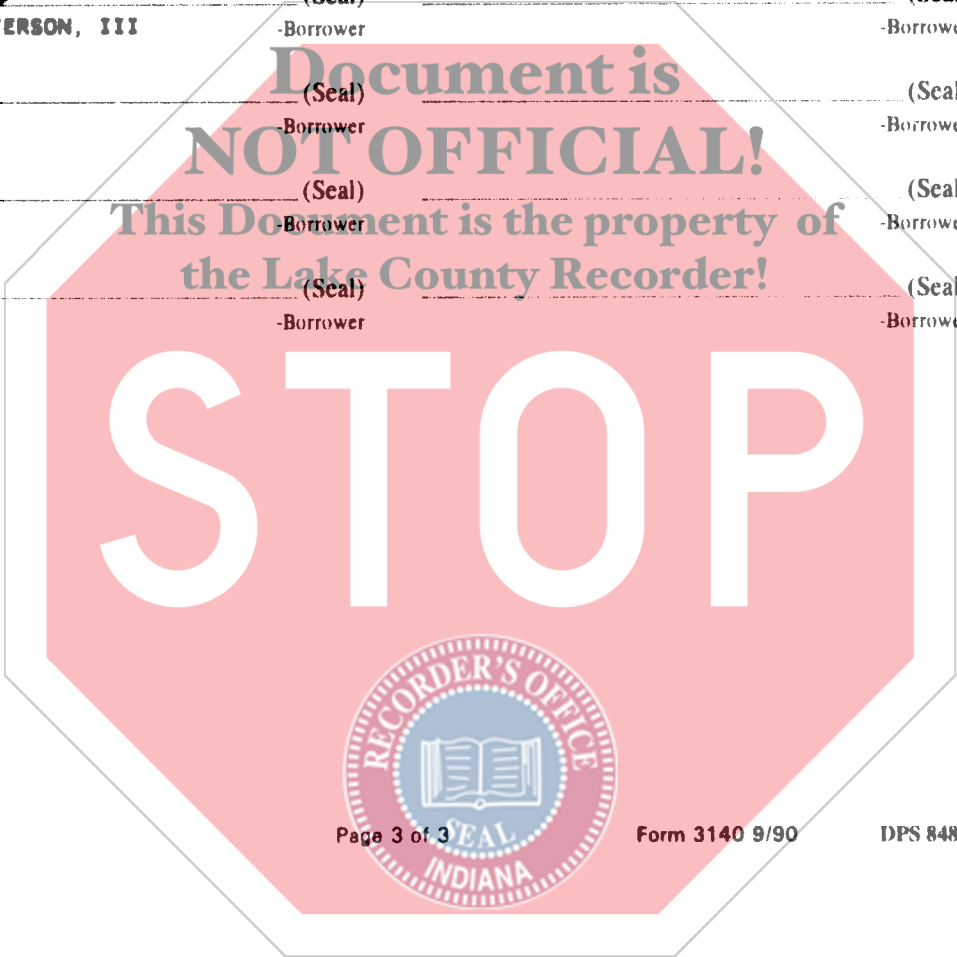 (Seal)
ERSON, III -Borrower -Borrowe
Document is
(Seal) (Seal
-Borrower -Borrowe
NOT OFFICIAL!
(Seal) (Seal
This Document is the property of
-Borrower -Borrowe
the Lake County Recorder!
(Seal) (Seal
-Borrower -Borrowe
STOP
RECORDER'S OFFICE
SEAL
INDIANA
Page 3 of 3 Form 3140 9/90 DPS 848